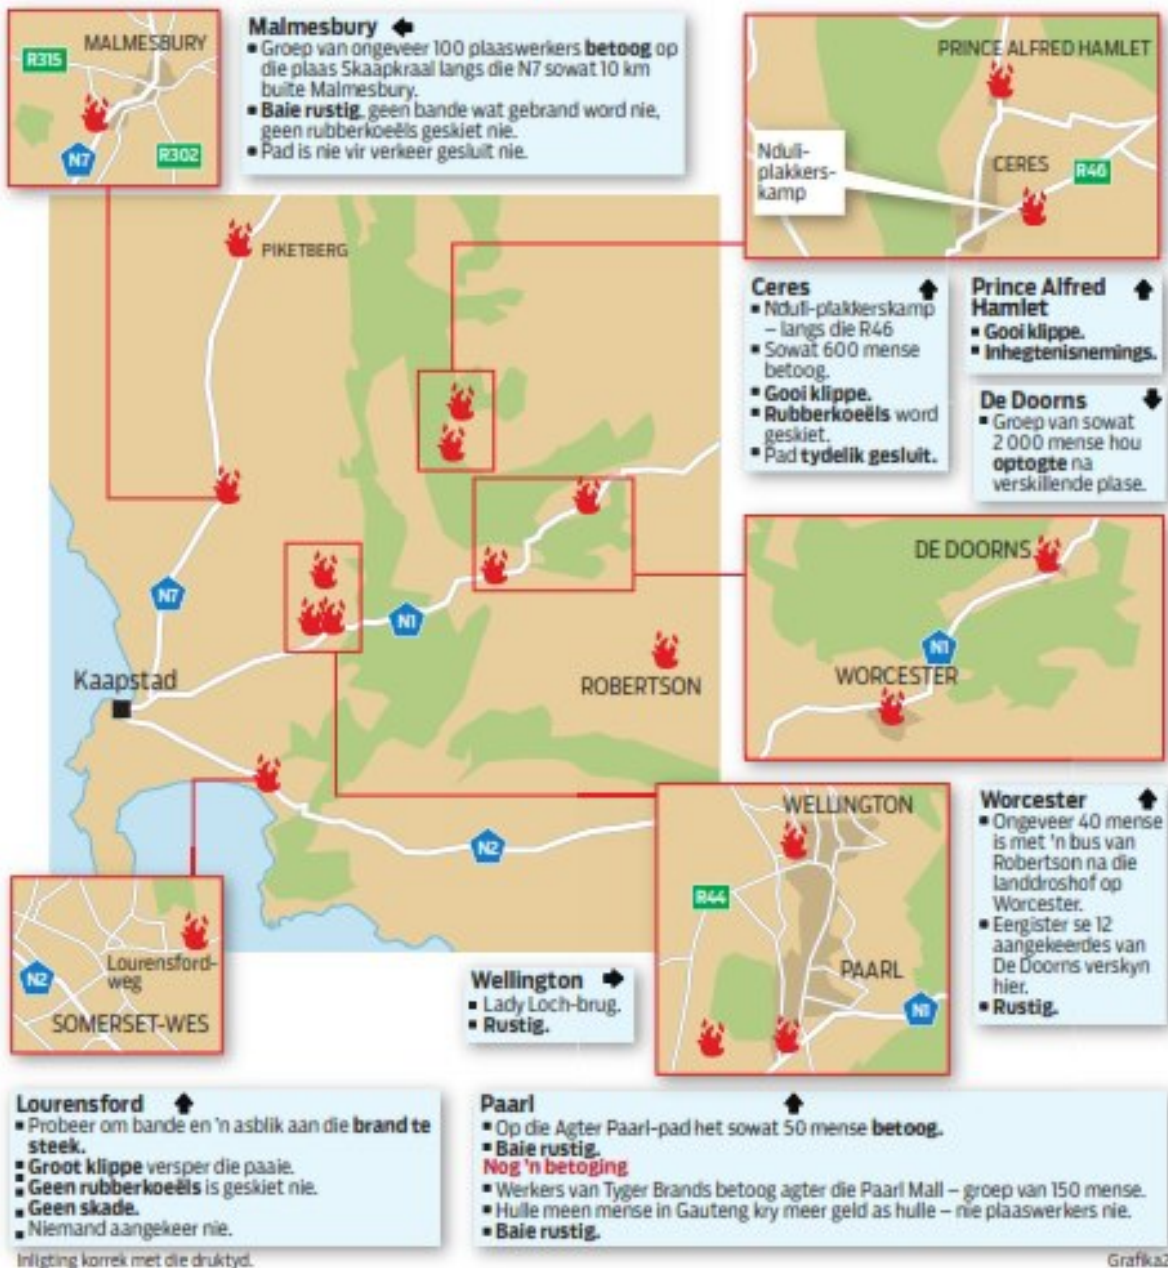 MALMESBURY
R315
N7
R302
Malmesbury
▪ Groep van ongeveer 100 plaaswerkers betoog op
die plaas Skaapkraal langs die N7 sowat 10 km
buite Malmesbury.
▪ Baie rustig, geen bande wat gebrand word nie,
geen rubberkoeëls geskiet nie.
▪ Pad is nie vir verkeer gesluit nie.
PRINCE ALFRED HAMLET
Nduli-
plakkers-
kamp
CERES
R46
PIKETBERG
Ceres
▪ Nduli-plakkerskamp
– langs die R46
▪ Sowat 600 mense
betoog.
▪ Gooi klippe.
▪ Rubberkoeëls word
geskiet.
▪ Pad tydelik gesluit.
Prince Alfred
Hamlet
▪ Gooi klippe.
▪ Inhegtenisnemings.
De Doorns
▪ Groep van sowat
2 000 mense hou
optogte na
verskillende plase.
N7
N1
Kaapstad
ROBERTSON
N2
DE DOORNS
N1
WORCESTER
Worcester
▪ Ongeveer 40 mense
is met 'n bus van
Robertson na die
landdroshof op
Worcester.
▪ Eergister se 12
aangekeerdes van
De Doorns verskyn
hier.
▪ Rustig.
WELLINGTON
R44
PAARL
N1
N2
Lourensford-
weg
SOMERSET-WES
Wellington
▪ Lady Loch-brug.
▪ Rustig.
Lourensford
▪ Probeer om bande en 'n asblik aan die brand te
steek.
▪ Groot klippe versper die paaie.
▪ Geen rubberkoeëls is geskiet nie.
▪ Geen skade.
▪ Niemand aangekeer nie.
Paarl
▪ Op die Agter Paarl-pad het sowat 50 mense betoog.
▪ Baie rustig.
Nog 'n betoging
▪ Werkers van Tyger Brands betoog agter die Paarl Mall – groep van 150 mense.
▪ Hulle meen mense in Gauteng kry meer geld as hulle – nie plaaswerkers nie.
▪ Baie rustig.
Inligting korrek met die druktyd.
Grafika2